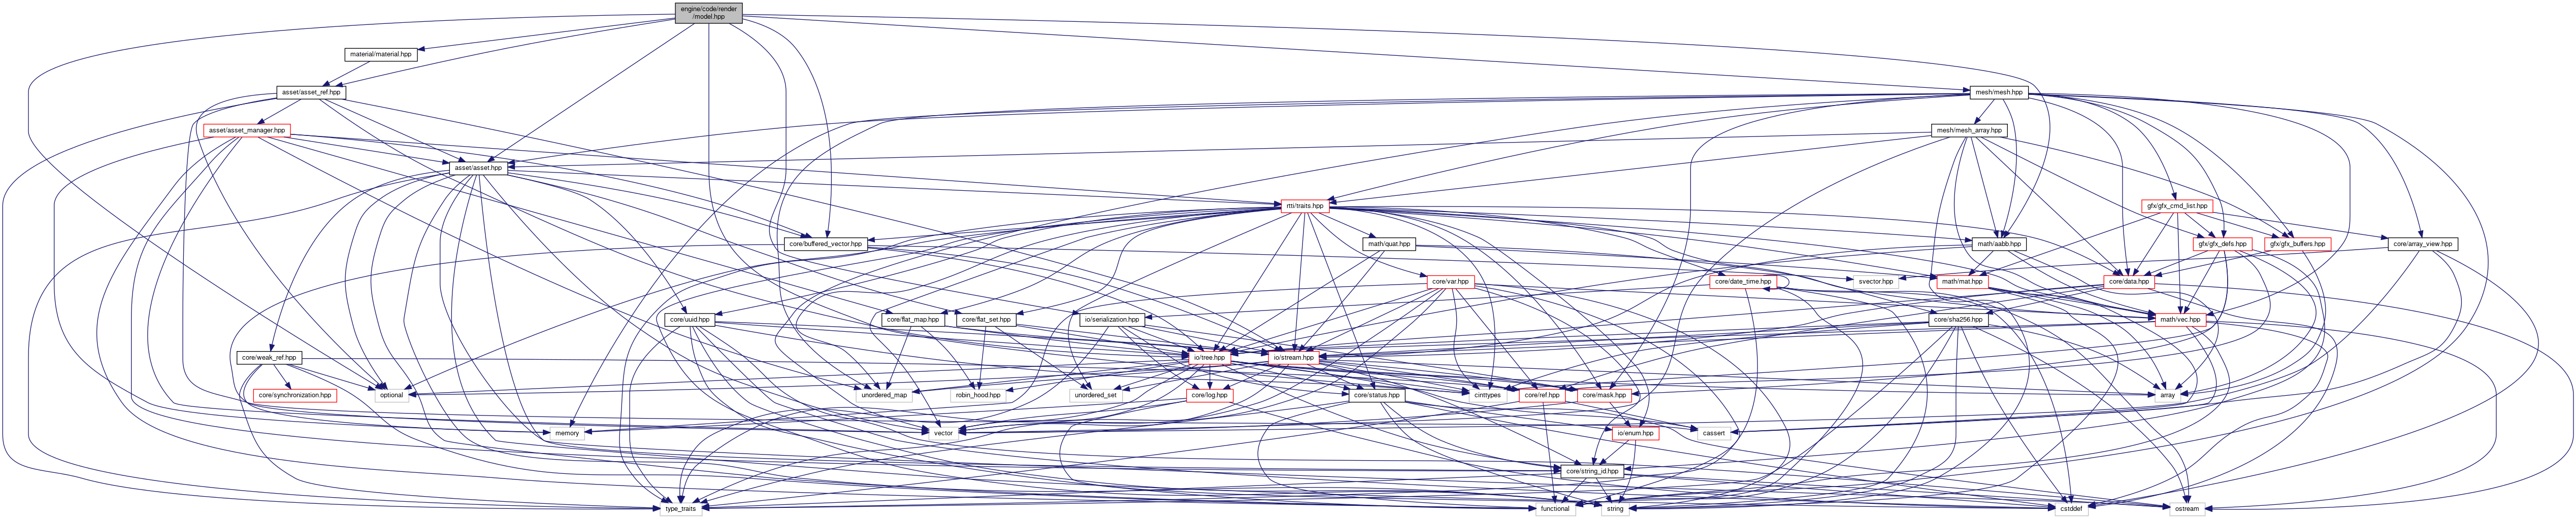 engine/code/render
/model.hpp
material/material.hpp
asset/asset_ref.hpp
mesh/mesh.hpp
asset/asset_manager.hpp
mesh/mesh_array.hpp
asset/asset.hpp
rtti/traits.hpp
gfx/gfx_cmd_list.hpp
core/buffered_vector.hpp
math/quat.hpp
math/aabb.hpp
gfx/gfx_defs.hpp
gfx/gfx_buffers.hpp
core/array_view.hpp
core/var.hpp
core/date_time.hpp
svector.hpp
math/mat.hpp
core/data.hpp
core/uuid.hpp
core/flat_map.hpp
core/flat_set.hpp
io/serialization.hpp
core/sha256.hpp
math/vec.hpp
core/weak_ref.hpp
io/tree.hpp
io/stream.hpp
core/synchronization.hpp
optional
unordered_map
robin_hood.hpp
unordered_set
core/log.hpp
core/status.hpp
cinttypes
core/ref.hpp
core/mask.hpp
array
memory
vector
io/enum.hpp
cassert
core/string_id.hpp
type_traits
functional
string
cstddef
ostream